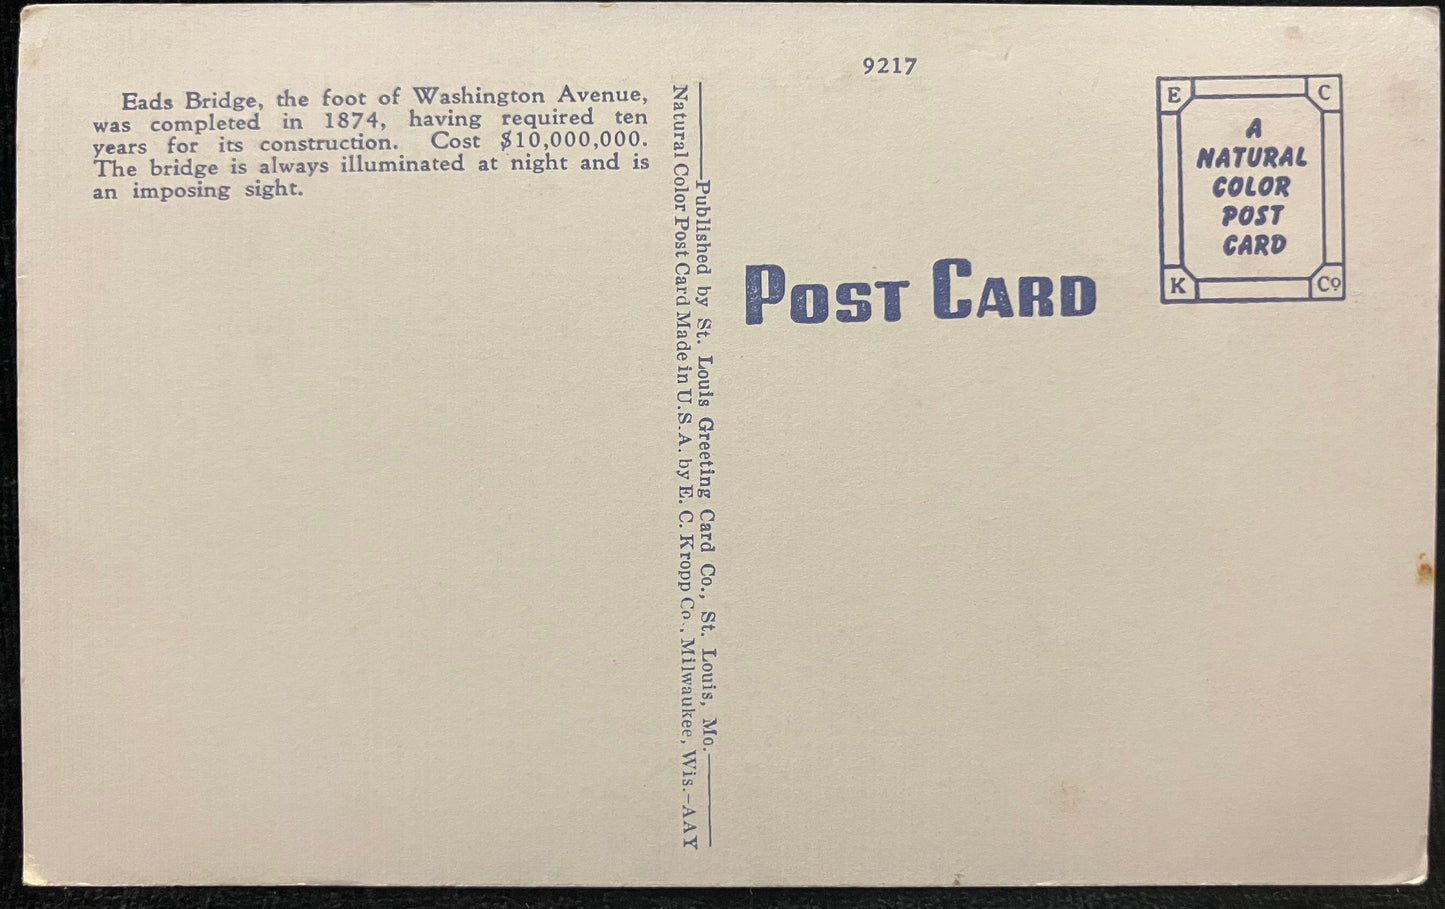 Eads Bridge, the foot of Washington Avenue,
was completed in 1874, having required ten
years for its construction. Cost $10,000,000.
The bridge is always illuminated at night and is
an imposing sight.
Published by St. Louis Greeting Card Co., St. Louis, Mo.
Natural Color Post Card Made in U.S.A. by E. C. Kropp Co., Milwaukee, Wis.-AAY
9217
POST CARD
E C
A
NATURAL
COLOR
POST
CARD
K Co